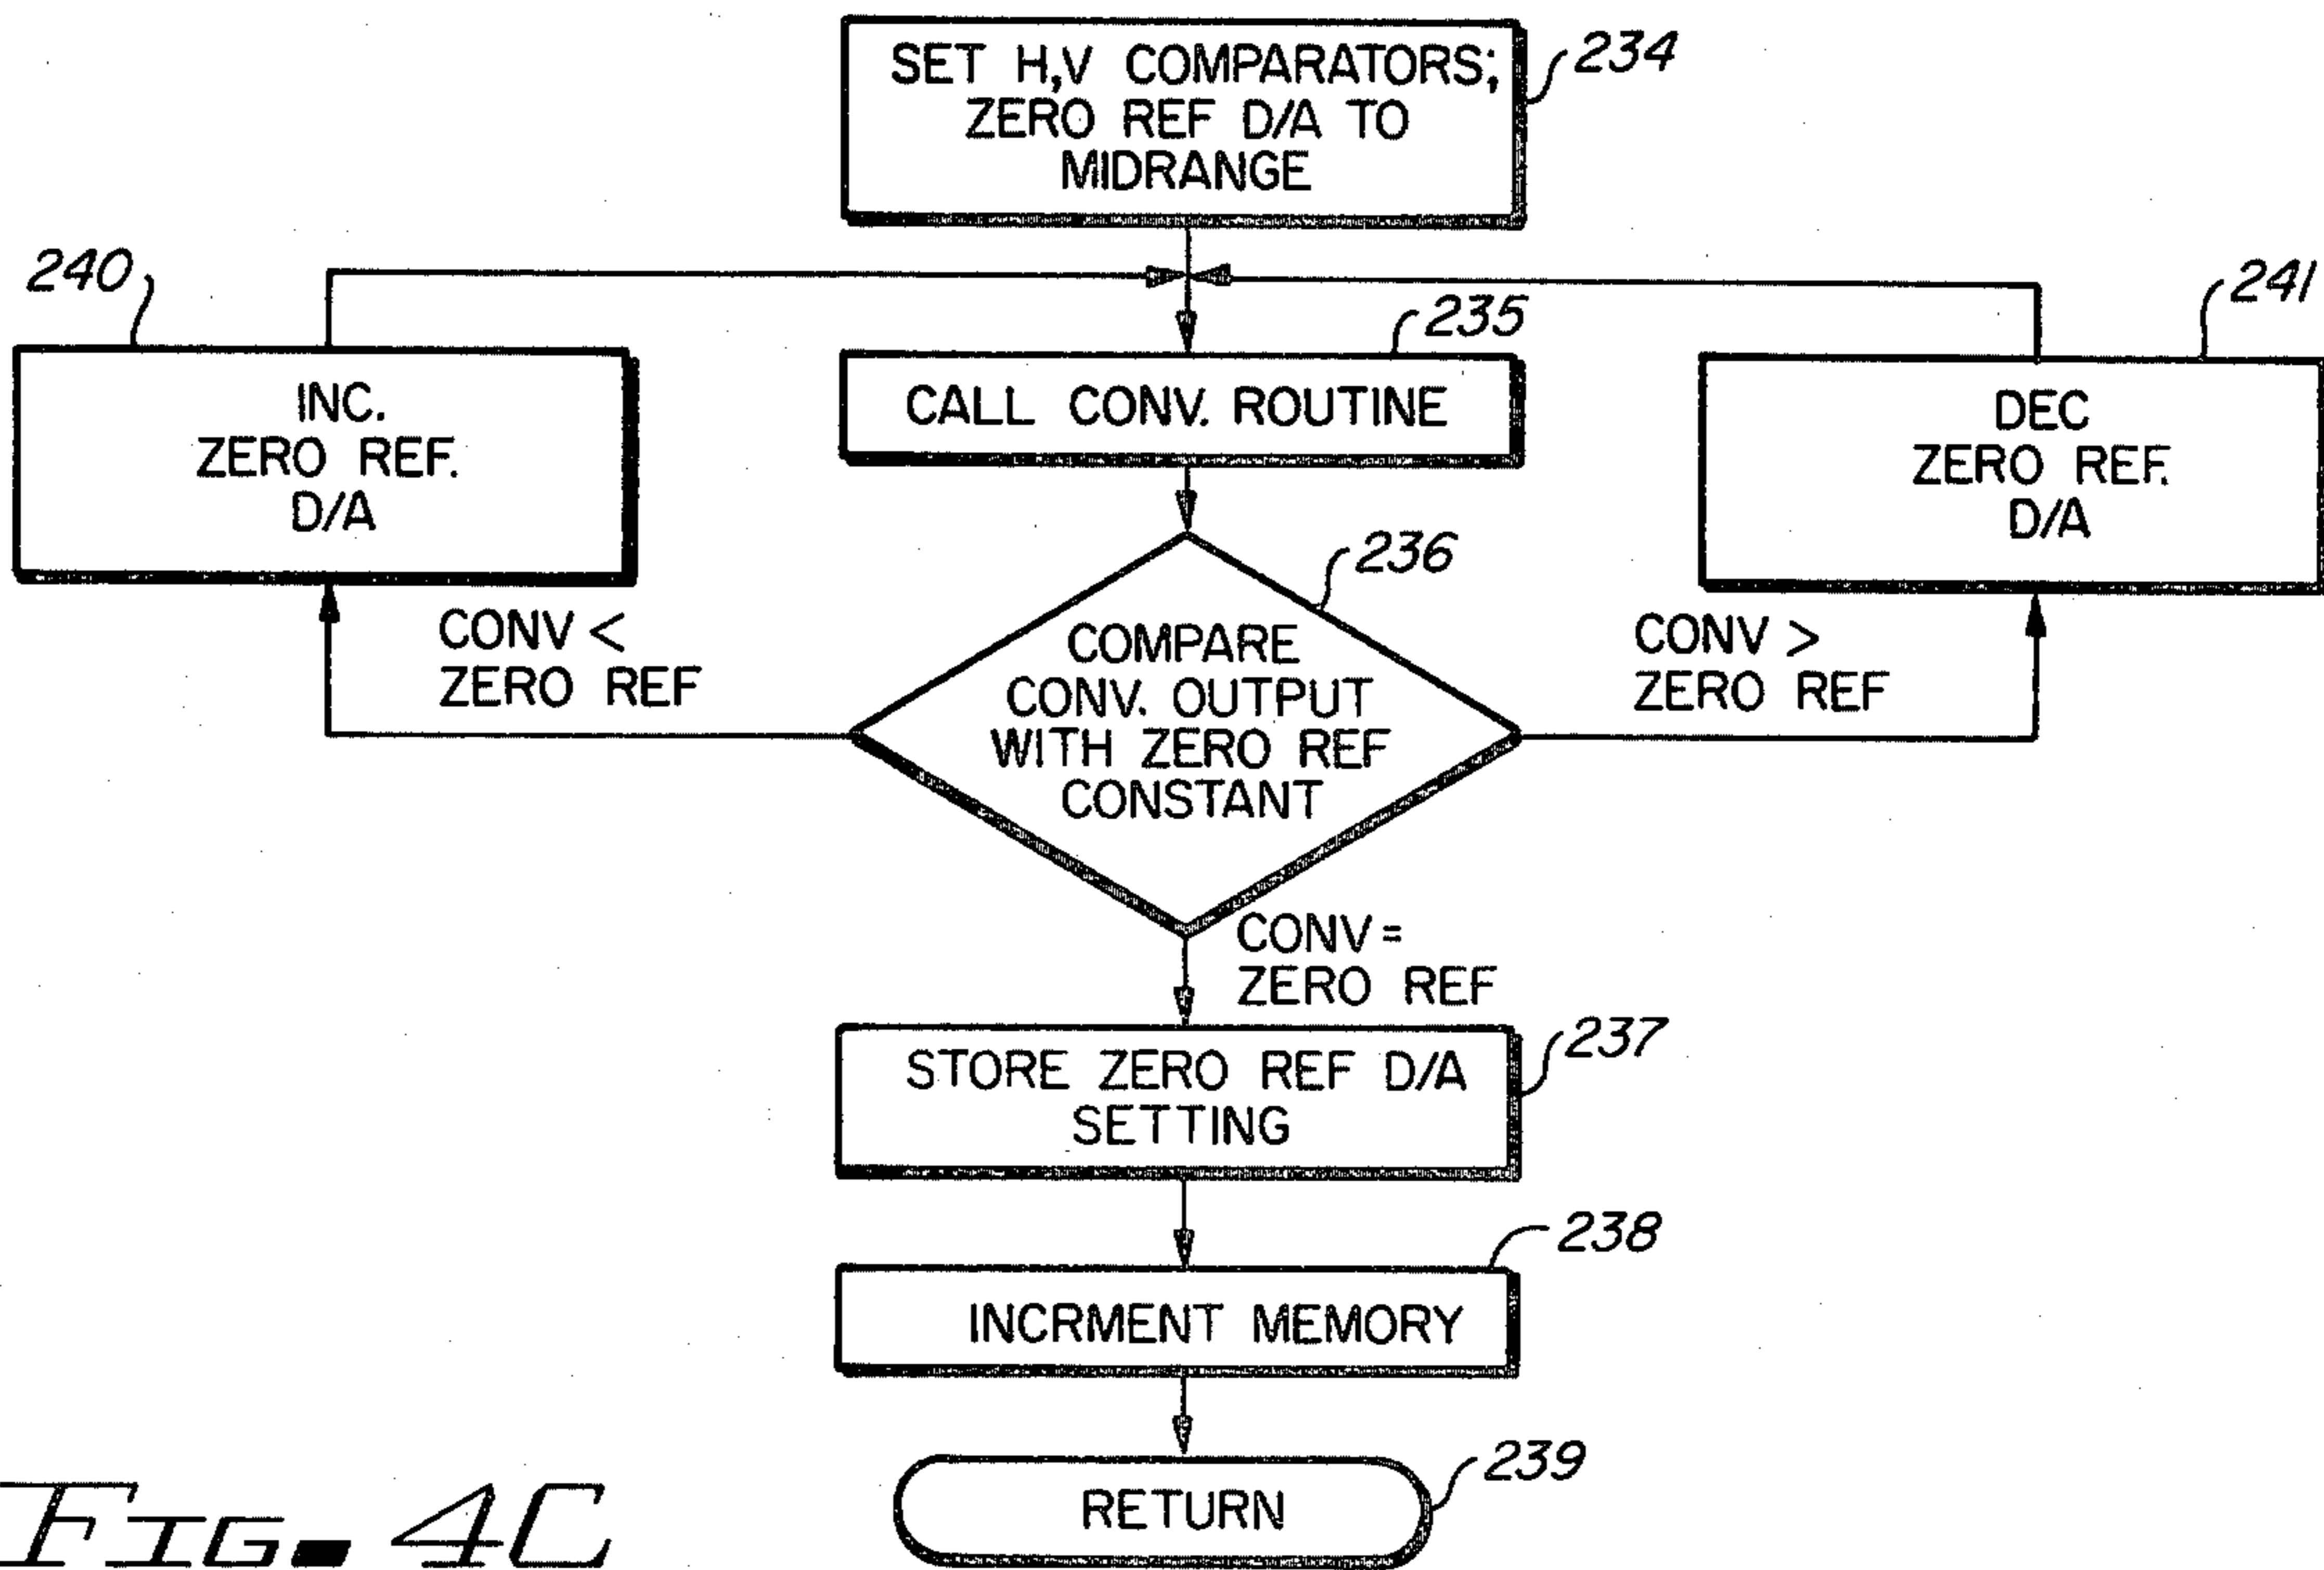 SET H,V COMPARATORS;
ZERO REF D/A TO
MIDRANGE
234
240
INC.
ZERO REF.
D/A
235
CALL CONV. ROUTINE
241
DEC
ZERO REF.
D/A
236
COMPARE
CONV. OUTPUT
WITH ZERO REF
CONSTANT
CONV <
ZERO REF
CONV >
ZERO REF
CONV =
ZERO REF
237
STORE ZERO REF D/A
SETTING
238
INCRMENT MEMORY
239
RETURN
FIG. 4C